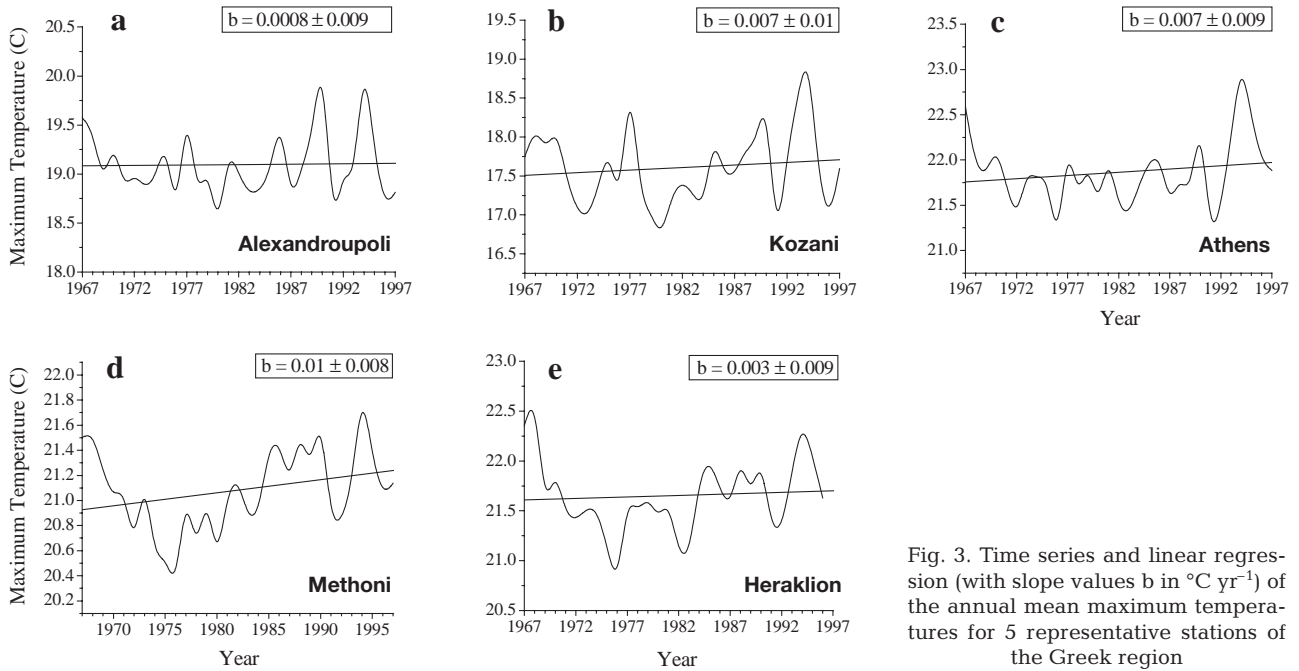 a
b = 0.0008 ± 0.009
Maximum Temperature (C)
20.5
20.0
19.5
19.0
18.5
18.0
1967 1972 1977 1982 1987 1992 1997
Alexandroupoli
b
b = 0.007 ± 0.01
19.5
19.0
18.5
18.0
17.5
17.0
16.5
1967 1972 1977 1982 1987 1992 1997
Kozani
c
b = 0.007 ± 0.009
23.5
23.0
22.5
22.0
21.5
21.0
1967 1972 1977 1982 1987 1992 1997
Athens
Year
d
b = 0.01 ± 0.008
Maximum Temperature (C)
22.0
21.8
21.6
21.4
21.2
21.0
20.8
20.6
20.4
20.2
1970 1975 1980 1985 1990 1995
Methoni
Year
e
b = 0.003 ± 0.009
23.0
22.5
22.0
21.5
21.0
20.5
1967 1972 1977 1982 1987 1992 1997
Heraklion
Year
Fig. 3. Time series and linear regres-
sion (with slope values b in °C yr⁻¹) of
the annual mean maximum tempera-
tures for 5 representative stations of
the Greek region